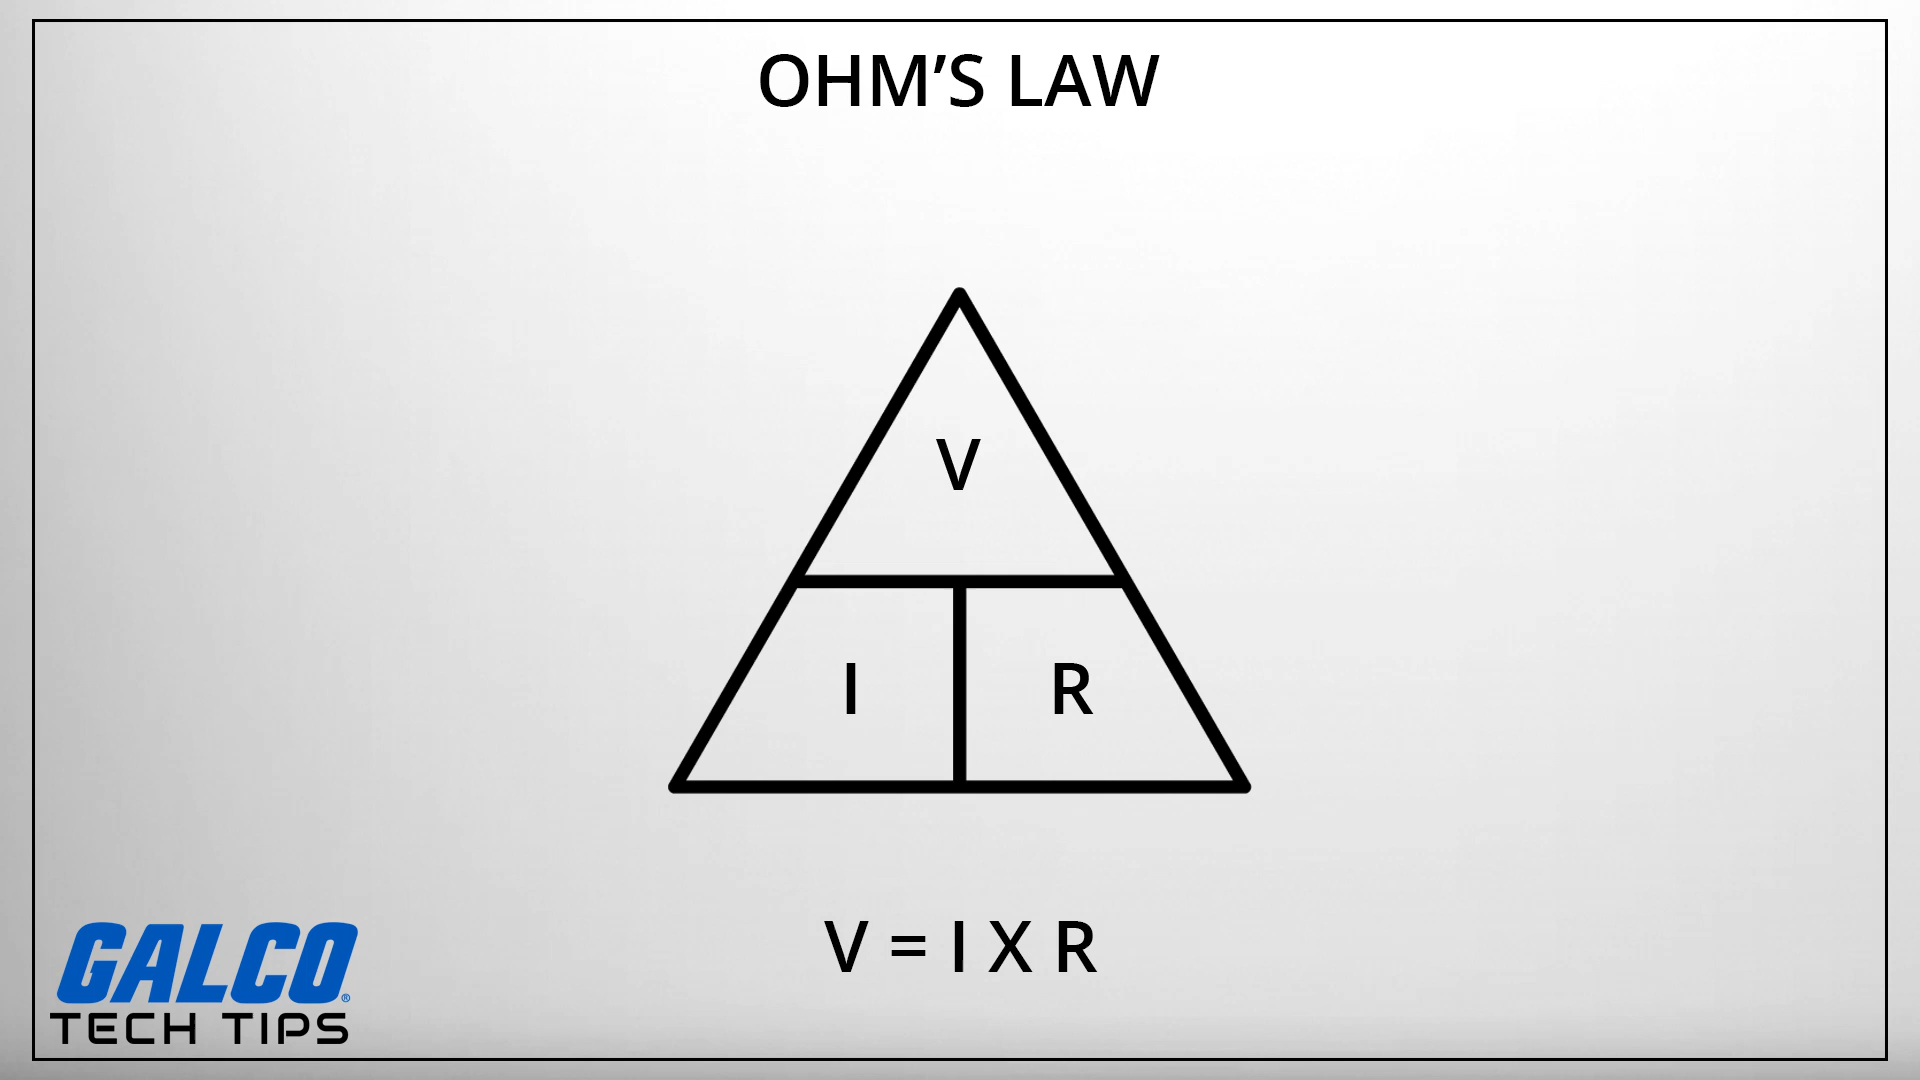 OHM’S LAW
V
I R
V = I X R
GALCO®
TECH TIPS